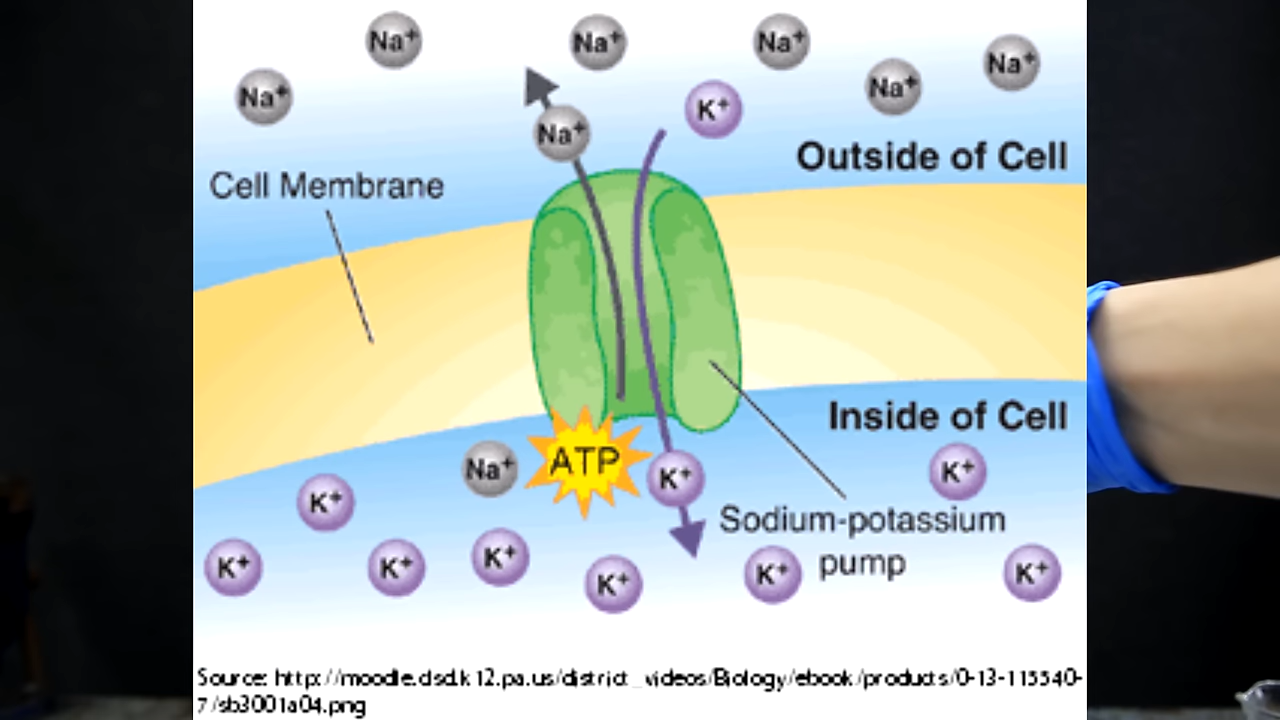 Na⁺
Na⁺
Na⁺
Na⁺
Na⁺
Na⁺
K⁺
Na⁺
Outside of Cell
Cell Membrane
Inside of Cell
Na⁺
ATP
K⁺
K⁺
K⁺
Sodium-potassium
pump
K⁺
K⁺
K⁺
K⁺
K⁺
K⁺
Source: http://moodle.dsd.k12.pa.us/district_videos/Biology/ebook/products/0-13-115540-
7/sb3001a04.png